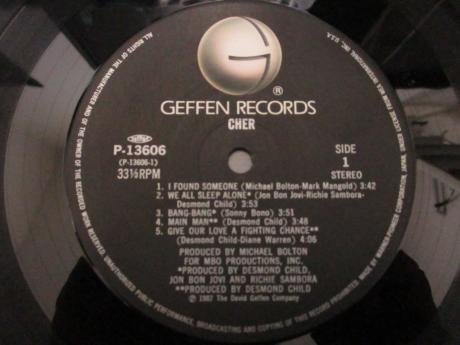 G
®
GEFFEN RECORDS
CHER
P-13606
(P-13606-1)
33⅓RPM
SIDE
1
STEREO
1. I FOUND SOMEONE (Michael Bolton-Mark Mangold) 3:42
2. WE ALL SLEEP ALONE* (Jon Bon Jovi-Richie Sambora-
Desmond Child) 3:53
3. BANG-BANG* (Sonny Bono) 3:51
4. MAIN MAN** (Desmond Child)
5. GIVE OUR LOVE A FIGHTING CHANCE**
(Desmond Child-Diane Warren) 4:06
PRODUCED BY MICHAEL BOLTON
FOR MBO PRODUCTIONS, INC.
*PRODUCED BY DESMOND CHILD,
JON BON JOVI AND RICHIE SAMBORA
**PRODUCED BY DESMOND CHILD
Ⓟ 1987 The David Geffen Company
ALL RIGHTS OF THE MANUFACTURER AND OF THE OWNER OF THE RECORDED WORK RESERVED. UNAUTHORISED PUBLIC PERFORMANCE, BROADCASTING AND COPYING OF THIS RECORD
INTERNATIONAL INC., U.S.A.